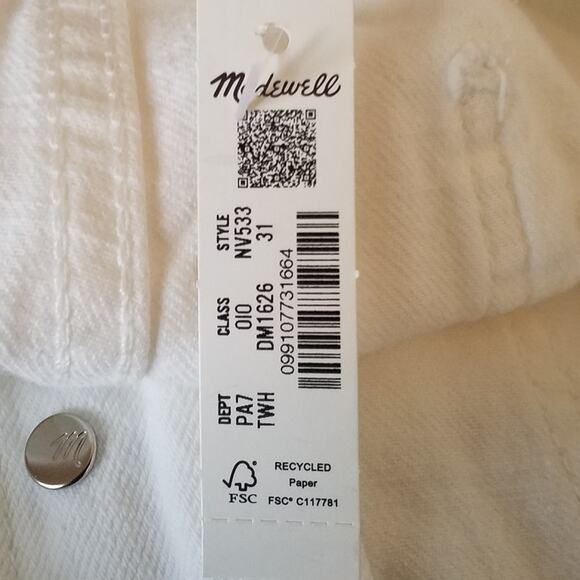 Madewell
STYLE
NV533
31
CLASS
010
DM1626
DEPT
PA7
TWH
099107731664
FSC
RECYCLED
Paper
FSC® C117781
M